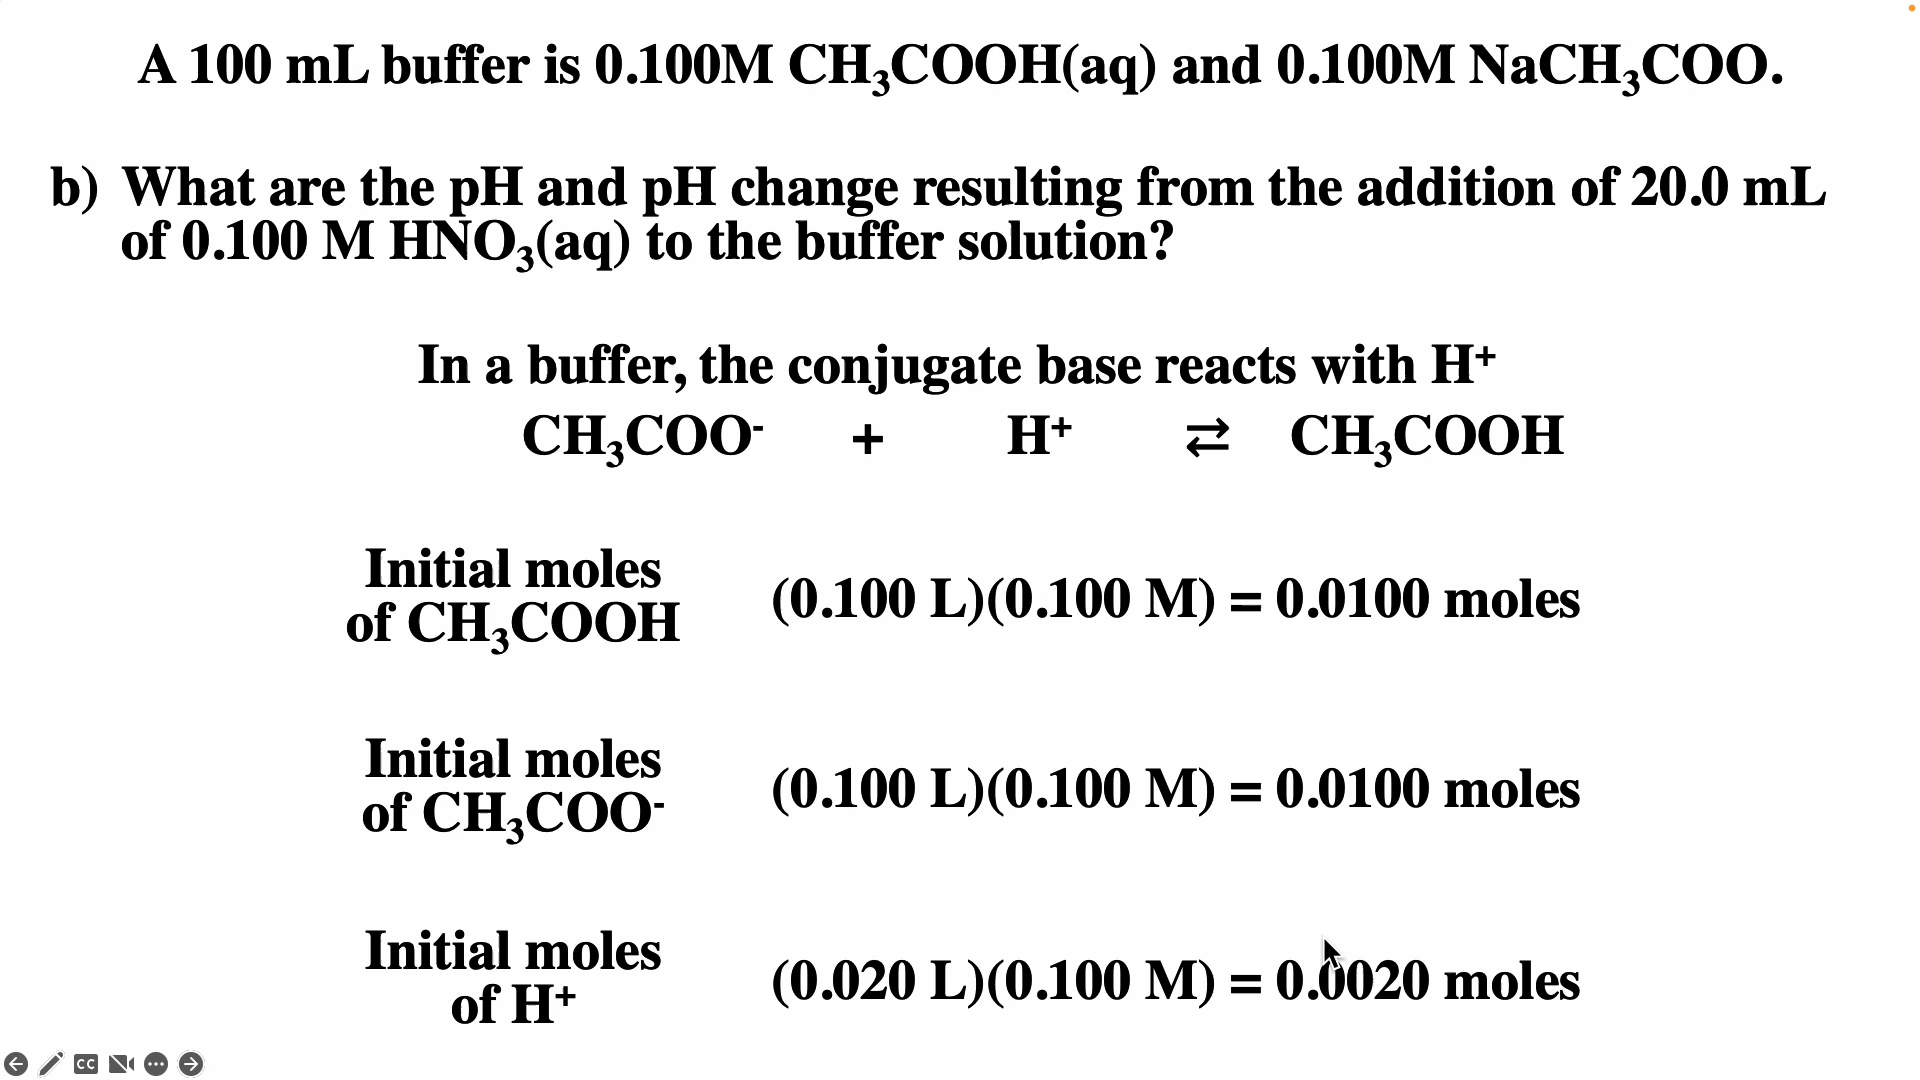 A 100 mL buffer is 0.100M CH₃COOH(aq) and 0.100M NaCH₃COO.
b) What are the pH and pH change resulting from the addition of 20.0 mL
of 0.100 M HNO₃(aq) to the buffer solution?
In a buffer, the conjugate base reacts with H⁺
CH₃COO⁻ + H⁺ ⇄ CH₃COOH
Initial moles
of CH₃COOH
(0.100 L)(0.100 M) = 0.0100 moles
Initial moles
of CH₃COO⁻
(0.100 L)(0.100 M) = 0.0100 moles
Initial moles
of H⁺
(0.020 L)(0.100 M) = 0.0020 moles
CC